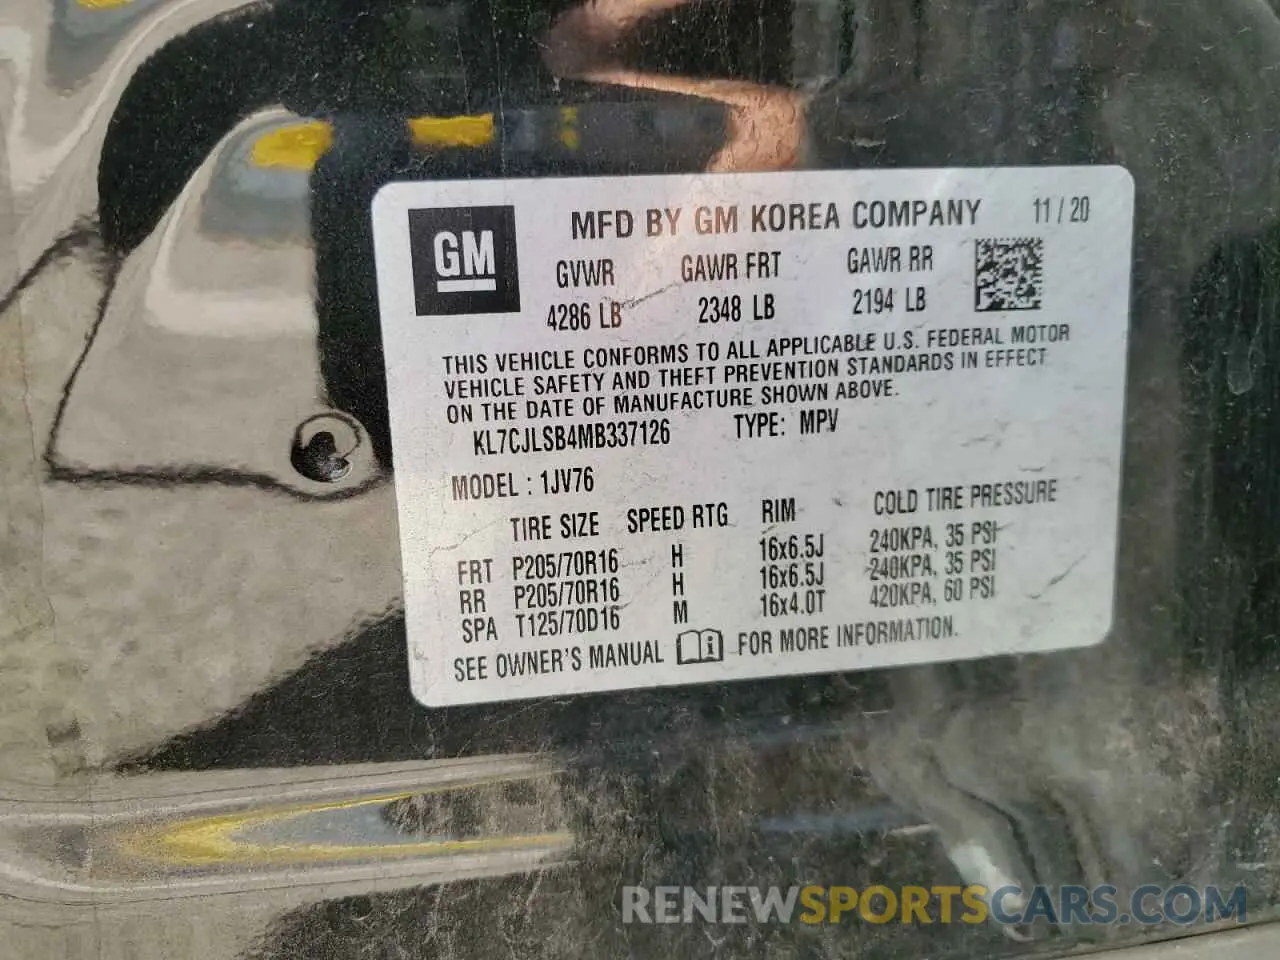 GM
MFD BY GM KOREA COMPANY 11/20
GVWR GAWR FRT GAWR RR
4286 LB 2348 LB 2194 LB
THIS VEHICLE CONFORMS TO ALL APPLICABLE U.S. FEDERAL MOTOR
VEHICLE SAFETY AND THEFT PREVENTION STANDARDS IN EFFECT
ON THE DATE OF MANUFACTURE SHOWN ABOVE.
KL7CJLSB4MB337126 TYPE: MPV
MODEL : 1JV76
TIRE SIZE SPEED RTG RIM COLD TIRE PRESSURE
FRT P205/70R16 H 16x6.5J 240KPA, 35 PSI
RR P205/70R16 H 16x6.5J 240KPA, 35 PSI
SPA T125/70D16 M 16x4.0T 420KPA, 60 PSI
SEE OWNER'S MANUAL i FOR MORE INFORMATION.
RENEWSPORTSCARS.COM